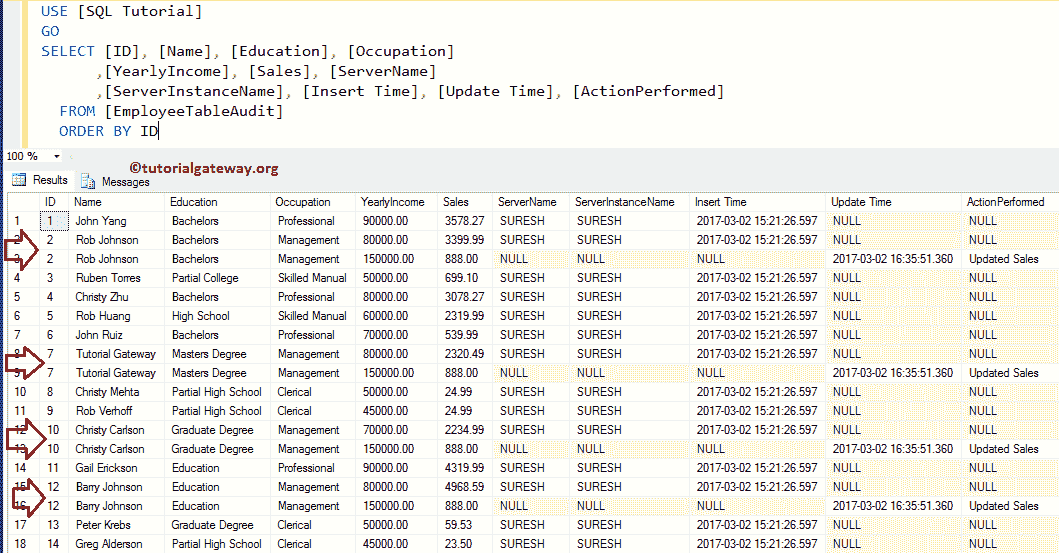 USE [SQL Tutorial]
GO
SELECT [ID], [Name], [Education], [Occupation]
,[YearlyIncome], [Sales], [ServerName]
,[ServerInstanceName], [Insert Time], [Update Time], [ActionPerformed]
FROM [EmployeeTableAudit]
ORDER BY ID
100 %
©tutorialgateway.org
Results Messages
ID Name Education Occupation YearlyIncome Sales ServerName ServerInstanceName Insert Time Update Time ActionPerformed
1 1 John Yang Bachelors Professional 90000.00 3578.27 SURESH SURESH 2017-03-02 15:21:26.597 NULL NULL
2 2 Rob Johnson Bachelors Management 80000.00 3399.99 SURESH SURESH 2017-03-02 15:21:26.597 NULL NULL
3 2 Rob Johnson Bachelors Management 150000.00 888.00 NULL NULL NULL 2017-03-02 16:35:51.360 Updated Sales
4 3 Ruben Torres Partial College Skilled Manual 50000.00 699.10 SURESH SURESH 2017-03-02 15:21:26.597 NULL NULL
5 4 Christy Zhu Bachelors Professional 80000.00 3078.27 SURESH SURESH 2017-03-02 15:21:26.597 NULL NULL
6 5 Rob Huang High School Skilled Manual 60000.00 2319.99 SURESH SURESH 2017-03-02 15:21:26.597 NULL NULL
7 6 John Ruiz Bachelors Professional 70000.00 539.99 SURESH SURESH 2017-03-02 15:21:26.597 NULL NULL
8 7 Tutorial Gateway Masters Degree Management 80000.00 2320.49 SURESH SURESH 2017-03-02 15:21:26.597 NULL NULL
9 7 Tutorial Gateway Masters Degree Management 150000.00 888.00 NULL NULL NULL 2017-03-02 16:35:51.360 Updated Sales
10 8 Christy Mehta Partial High School Clerical 50000.00 24.99 SURESH SURESH 2017-03-02 15:21:26.597 NULL NULL
11 9 Rob Verhoff Partial High School Clerical 45000.00 24.99 SURESH SURESH 2017-03-02 15:21:26.597 NULL NULL
12 10 Christy Carlson Graduate Degree Management 70000.00 2234.99 SURESH SURESH 2017-03-02 15:21:26.597 NULL NULL
13 10 Christy Carlson Graduate Degree Management 150000.00 888.00 NULL NULL NULL 2017-03-02 16:35:51.360 Updated Sales
14 11 Gail Erickson Education Professional 90000.00 4319.99 SURESH SURESH 2017-03-02 15:21:26.597 NULL NULL
15 12 Barry Johnson Education Management 80000.00 4968.59 SURESH SURESH 2017-03-02 15:21:26.597 NULL NULL
16 12 Barry Johnson Education Management 150000.00 888.00 NULL NULL NULL 2017-03-02 16:35:51.360 Updated Sales
17 13 Peter Krebs Graduate Degree Clerical 50000.00 59.53 SURESH SURESH 2017-03-02 15:21:26.597 NULL NULL
18 14 Greg Alderson Partial High School Clerical 45000.00 23.50 SURESH SURESH 2017-03-02 15:21:26.597 NULL NULL